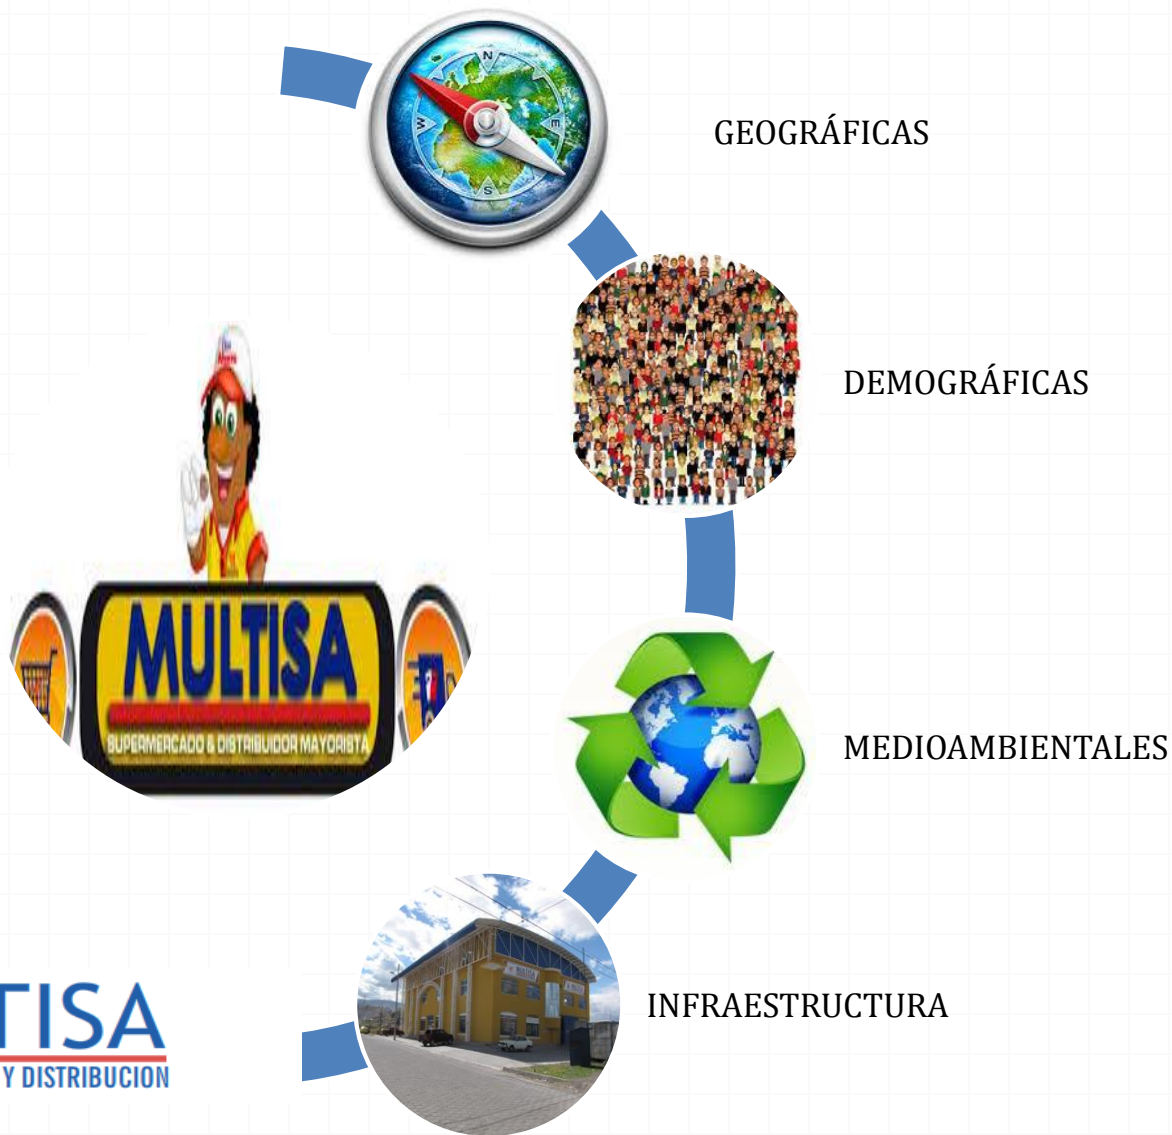 N
E
S
W
GEOGRÁFICAS
DEMOGRÁFICAS
MULTISA
SUPERMERCADO & DISTRIBUIDOR MAYORISTA
MEDIOAMBIENTALES
INFRAESTRUCTURA
TISA
Y DISTRIBUCION